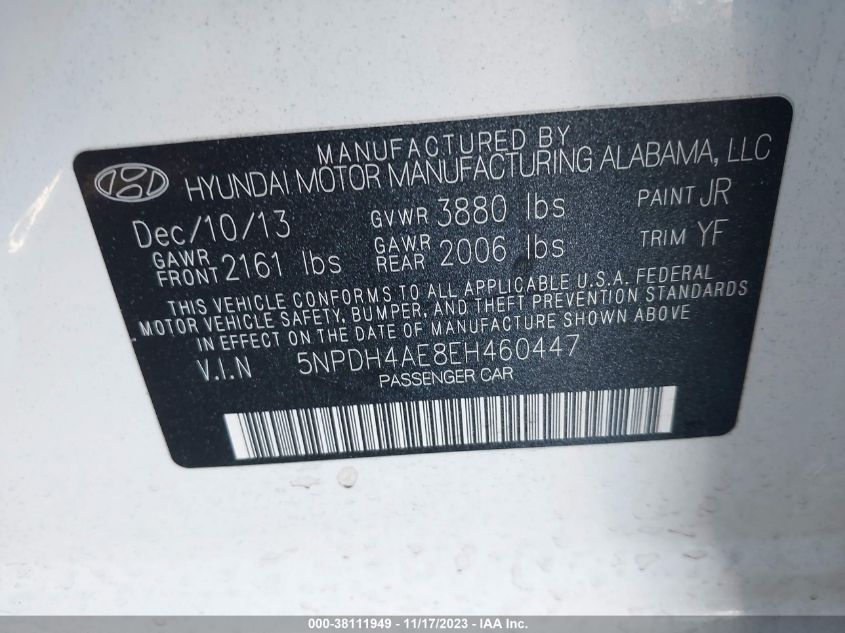 MANUFACTURED BY
HYUNDAI MOTOR MANUFACTURING ALABAMA, LLC
Dec/10/13 GVWR 3880 lbs PAINT JR
GAWR FRONT 2161 lbs GAWR REAR 2006 lbs TRIM YF
THIS VEHICLE CONFORMS TO ALL APPLICABLE U.S.A. FEDERAL
MOTOR VEHICLE SAFETY, BUMPER, AND THEFT PREVENTION STANDARDS
IN EFFECT ON THE DATE OF MANUFACTURE SHOWN ABOVE
V.I.N 5NPDH4AE8EH460447
PASSENGER CAR
000-38111949 - 11/17/2023 - IAA Inc.